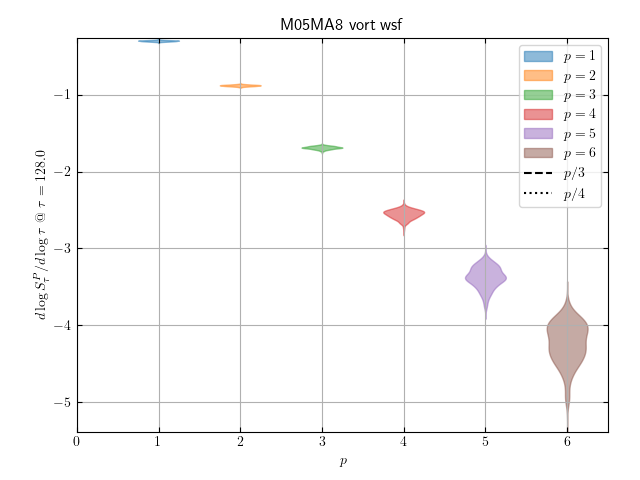 M05MA8 vort wsf
d log S_τ^P / d log τ @ τ = 128.0
−1
−2
−3
−4
−5
0
1
2
3
4
5
6
p
p = 1
p = 2
p = 3
p = 4
p = 5
p = 6
p/3
p/4